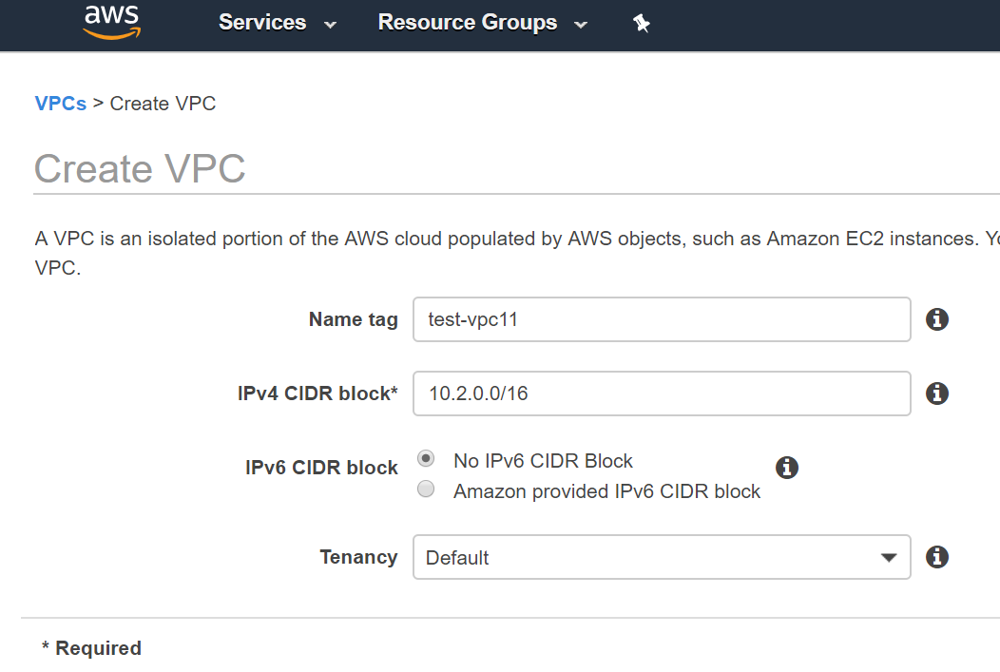 aws
Services
Resource Groups
VPCs > Create VPC
Create VPC
A VPC is an isolated portion of the AWS cloud populated by AWS objects, such as Amazon EC2 instances.
VPC.
Name tag
test-vpc11
IPv4 CIDR block*
10.2.0.0/16
IPv6 CIDR block
No IPv6 CIDR Block
Amazon provided IPv6 CIDR block
Tenancy
Default
* Required